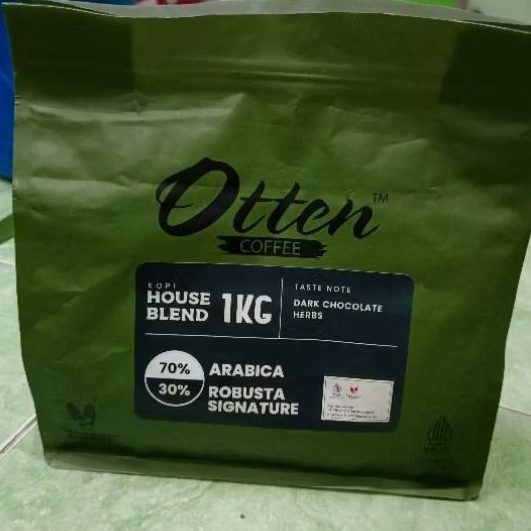 Otten™
COFFEE
KOPI
HOUSE
BLEND
1KG
TASTE NOTE
DARK CHOCOLATE
HERBS
70% ARABICA
30% ROBUSTA
SIGNATURE